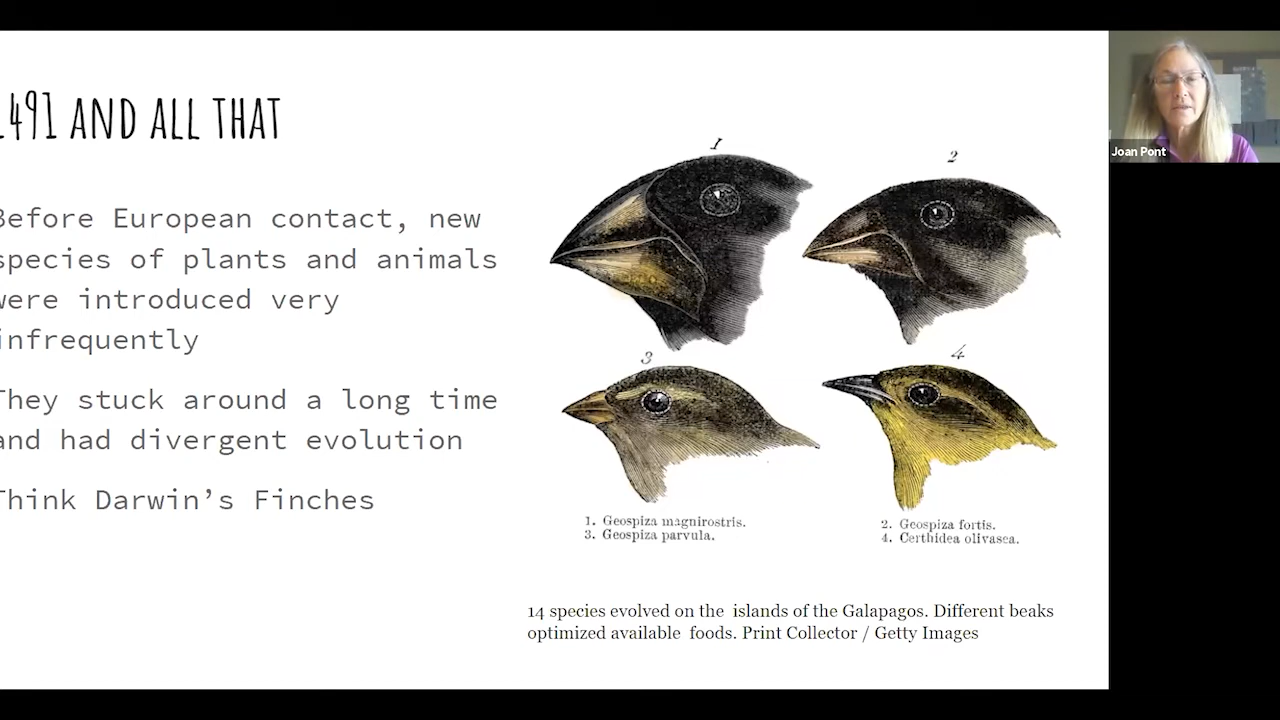 1491 AND ALL THAT
Before European contact, new
species of plants and animals
were introduced very
infrequently
They stuck around a long time
and had divergent evolution
Think Darwin's Finches
1
2
3
4
1. Geospiza magnirostris.
2. Geospiza fortis.
3. Geospiza parvula.
4. Certhidea olivasea.
14 species evolved on the islands of the Galapagos. Different beaks
optimized available foods. Print Collector / Getty Images
Joan Pont